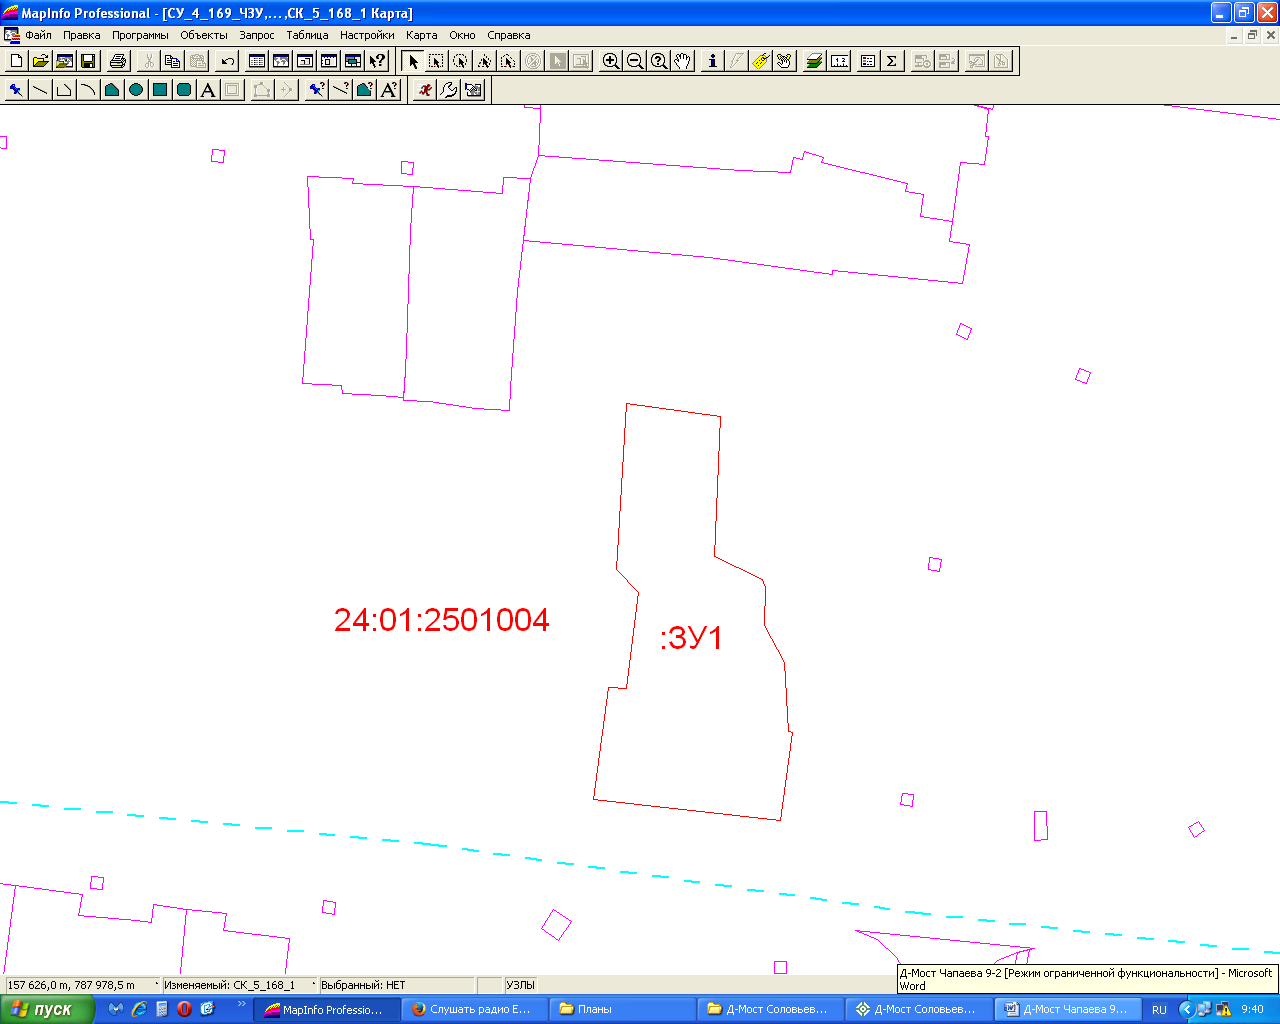 MapInfo Professional - [СУ_4_169_ЧЗУ,...,СК_5_168_1 Карта]
Файл Правка Программы Объекты Запрос Таблица Настройки Карта Окно Справка
24:01:2501004
:ЗУ1
Д-Мост Чапаева 9-2 [Режим ограниченной функциональности] - Microsoft
Word
157 626,0 m, 787 978,5 m Изменяемый: СК_5_168_1 Выбранный: НЕТ УЗЛЫ
пуск MapInfo Professio... Слушать радио Е... Планы Д-Мост Соловьев... Д-Мост Соловьев... Д-Мост Чапаева 9... RU 9:40